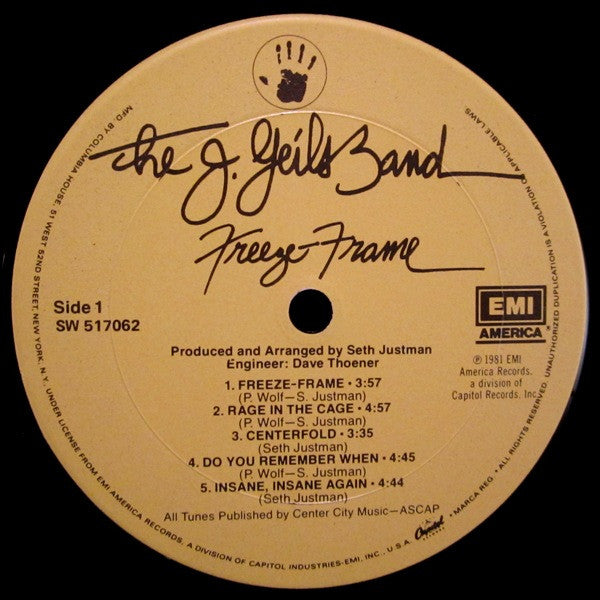 The J. Geils Band
Freeze-Frame
Side 1
SW 517062
EMI
AMERICA
Produced and Arranged by Seth Justman
Engineer: Dave Thoener
℗ 1981 EMI
America Records,
a division of
Capitol Records, Inc.
1. FREEZE-FRAME • 3:57
(P. Wolf—S. Justman)
2. RAGE IN THE CAGE • 4:57
(P. Wolf—S. Justman)
3. CENTERFOLD • 3:35
(Seth Justman)
4. DO YOU REMEMBER WHEN • 4:45
(P. Wolf—S. Justman)
5. INSANE, INSANE AGAIN • 4:44
(Seth Justman)
All Tunes Published by Center City Music—ASCAP
Capitol
MFD. BY COLUMBIA HOUSE, 51 WEST 52ND STREET, NEW YORK, N.Y., UNDER LICENSE FROM EMI AMERICA RECORDS, A DIVISION OF CAPITOL INDUSTRIES-EMI, INC., U.S.A. • MARCA REG. • ALL RIGHTS RESERVED. UNAUTHORIZED DUPLICATION IS A VIOLATION OF APPLICABLE LAWS